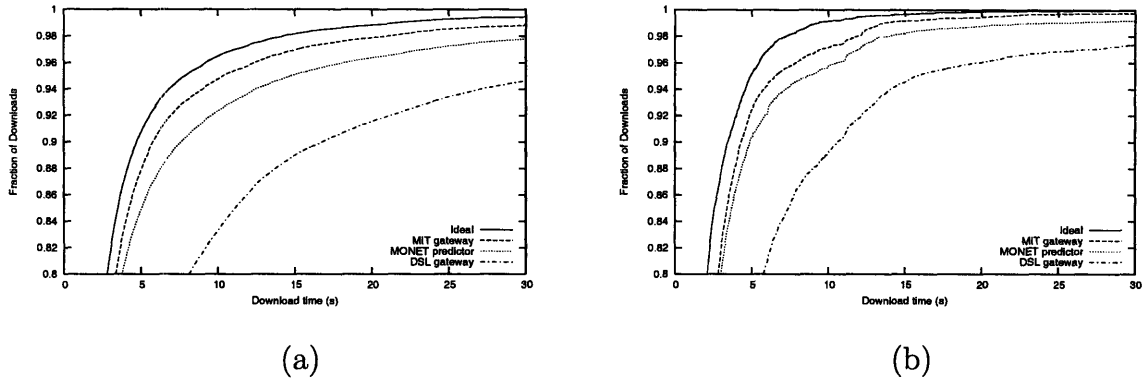 1
0.98
0.96
0.94
0.92
0.9
0.88
0.86
0.84
0.82
0.8
Fraction of Downloads
Ideal
MIT gateway
MONET predictor
DSL gateway
0 5 10 15 20 25 30
Download time (s)
(a)
1
0.98
0.96
0.94
0.92
0.9
0.88
0.86
0.84
0.82
0.8
Fraction of Downloads
Ideal
MIT gateway
MONET predictor
DSL gateway
0 5 10 15 20 25 30
Download time (s)
(b)